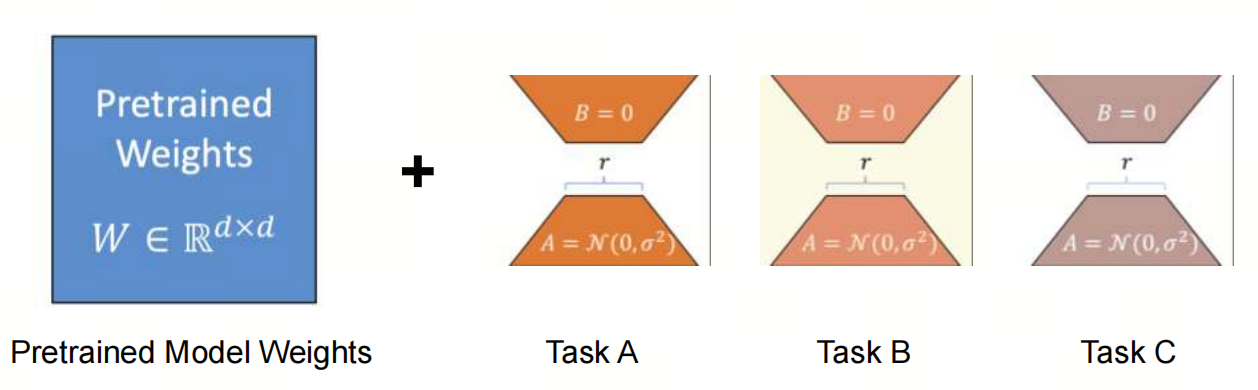 Pretrained
Weights
W ∈ ℝ^{d×d}
Pretrained Model Weights
+
B = 0
r
A = 𝒩(0, σ²)
Task A
B = 0
r
A = 𝒩(0, σ²)
Task B
B = 0
r
A = 𝒩(0, σ²)
Task C